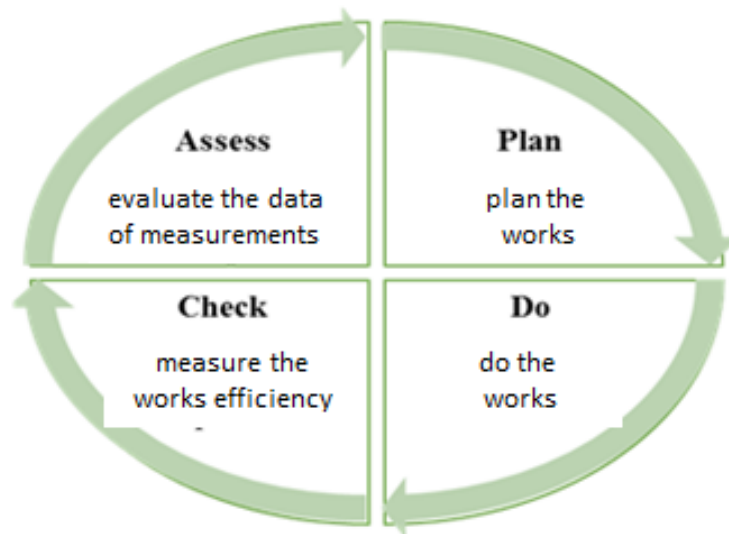 Assess
evaluate the data
of measurements
Plan
plan the
works
Check
measure the
works efficiency
Do
do the
works